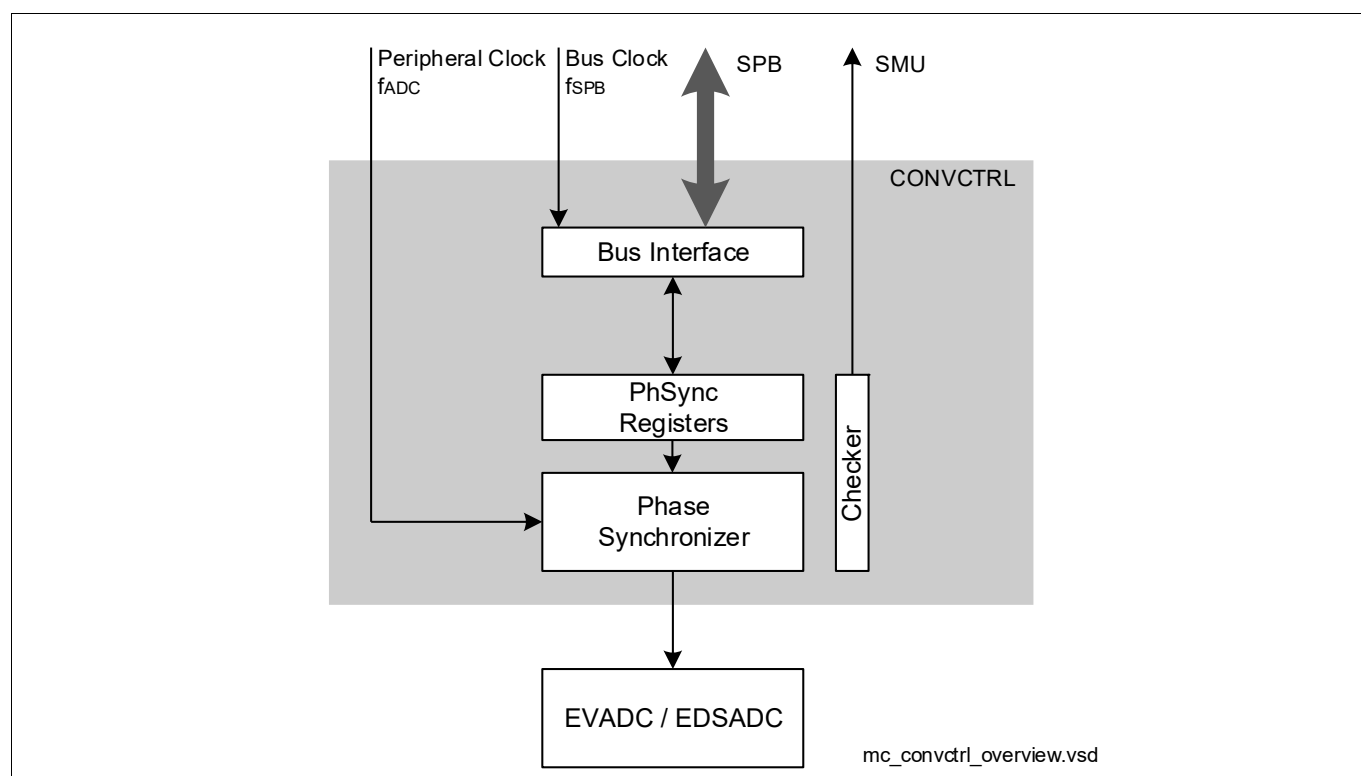 Peripheral Clock
fADC
Bus Clock
fSPB
SPB
SMU
CONVCTRL
Bus Interface
PhSync
Registers
Phase
Synchronizer
Checker
EVADC / EDSADC
mc_convctrl_overview.vsd